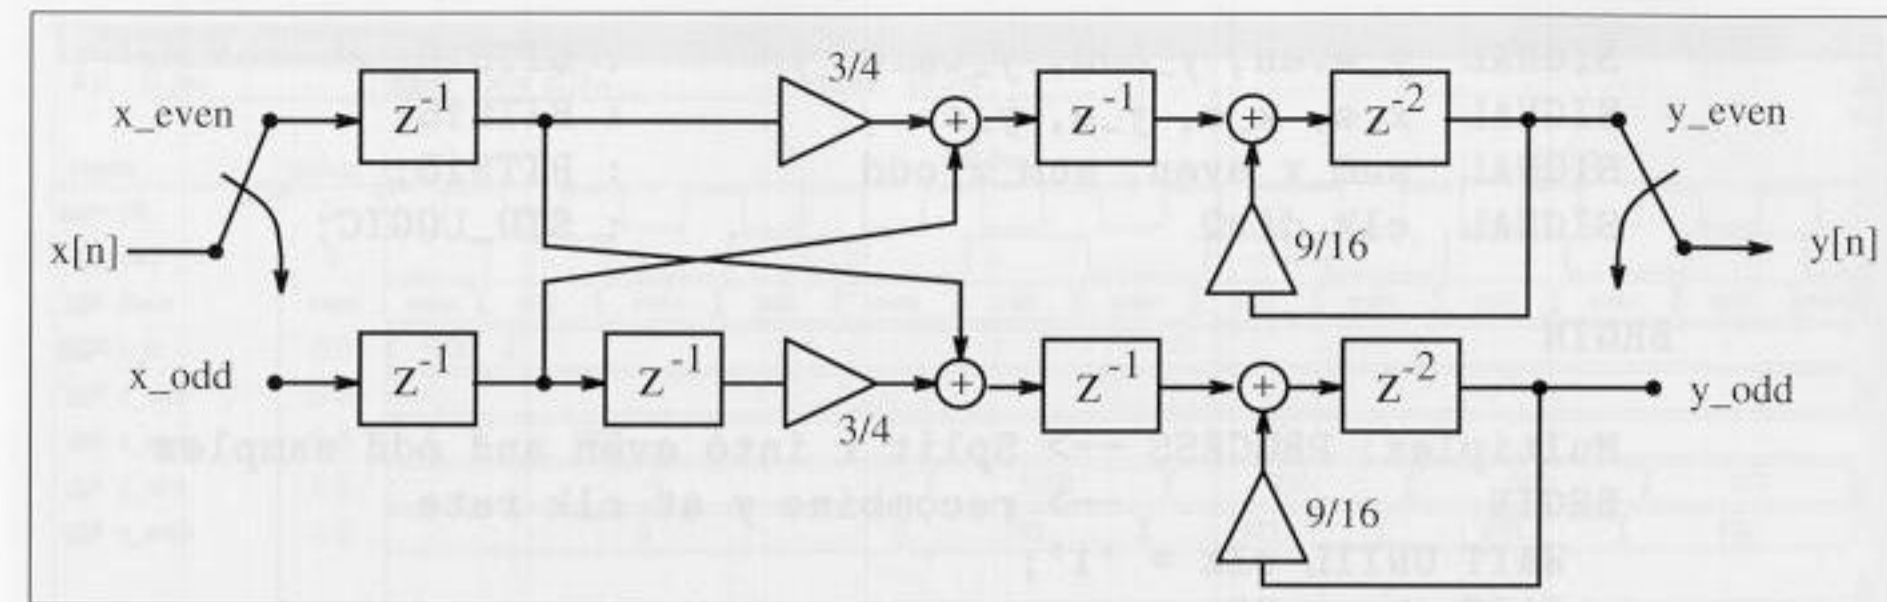 3/4
x_even
z-1
+
z-1
+
z-2
y_even
9/16
x[n]
y[n]
x_odd
z-1
z-1
+
z-1
+
z-2
y_odd
3/4
9/16